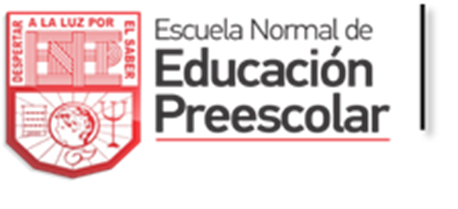 DESPERTAR A LA LUZ POR EL SABER
ENEP
Escuela Normal de
Educación
Preescolar